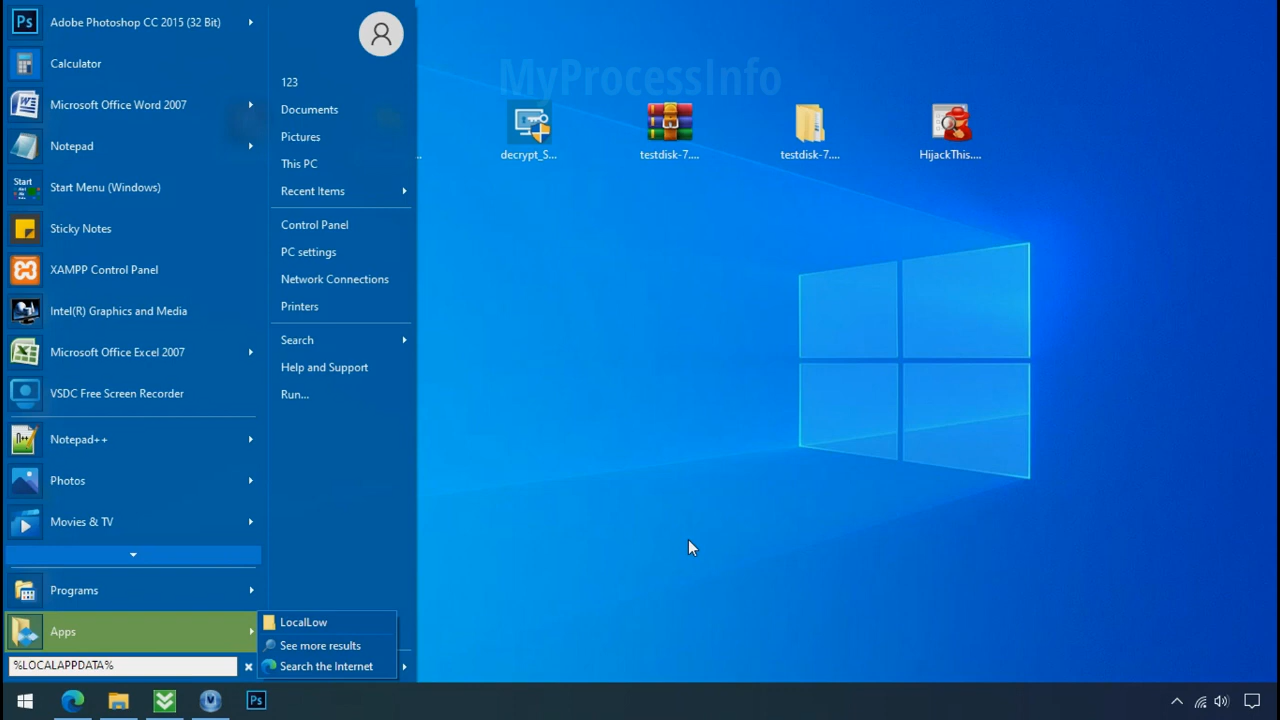 Adobe Photoshop CC 2015 (32 Bit)
Calculator
Microsoft Office Word 2007
Notepad
Start Menu (Windows)
Sticky Notes
XAMPP Control Panel
Intel(R) Graphics and Media
Microsoft Office Excel 2007
VSDC Free Screen Recorder
Notepad++
Photos
Movies & TV
Programs
Apps
%LOCALAPPDATA%
123
Documents
Pictures
This PC
Recent Items
Control Panel
PC settings
Network Connections
Printers
Search
Help and Support
Run...
LocalLow
See more results
Search the Internet
MyProcessInfo
decrypt_S...
testdisk-7....
testdisk-7....
HijackThis....